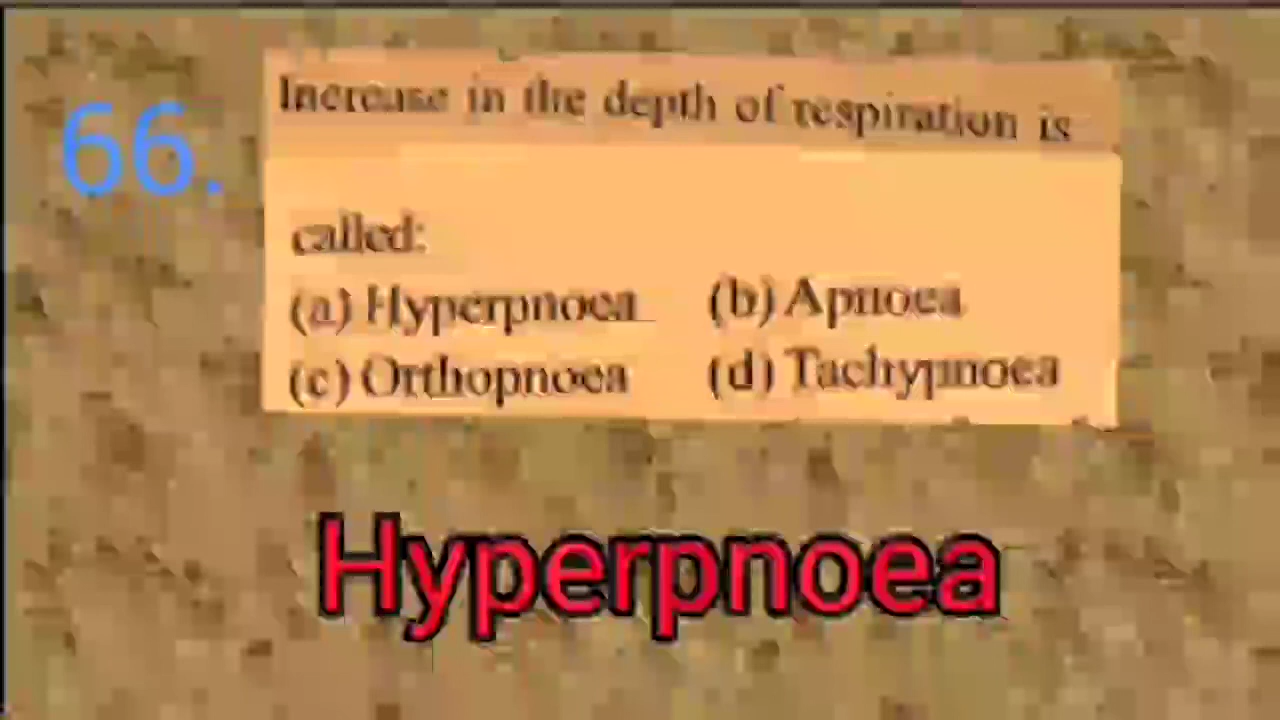 66.
Increase in the depth of respiration is
called:
(a) Hyperpnoea (b) Apnoea
(c) Orthopnoea (d) Tachypnoea
Hyperpnoea